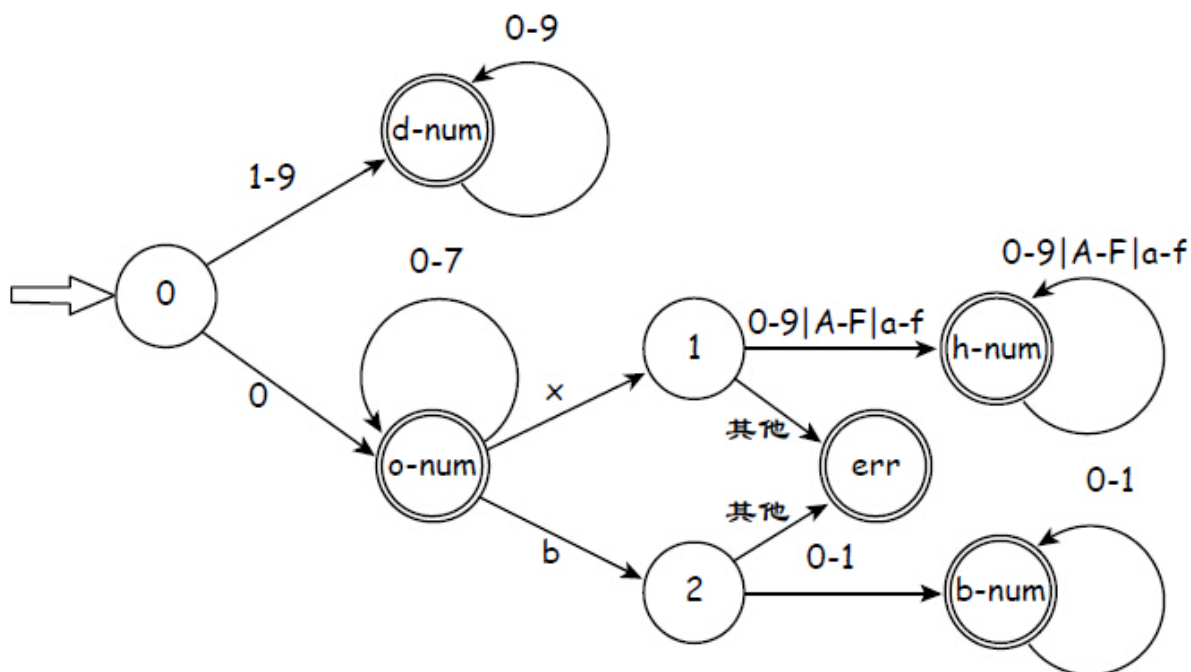 0-9
d-num
1-9
0-7
0-9|A-F|a-f
0
1
0-9|A-F|a-f
h-num
0
x
其他
o-num
err
其他
0-1
b
0-1
2
b-num